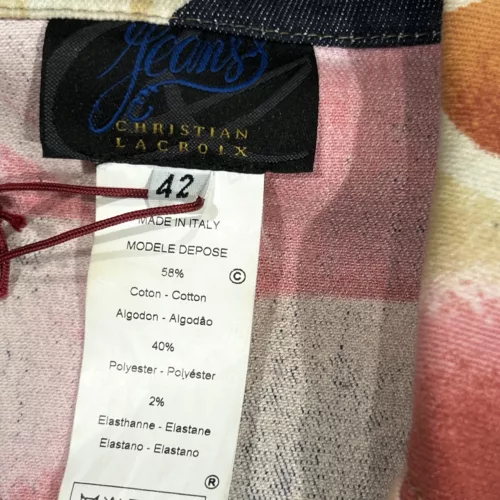 Jeans
CHRISTIAN
LACROIX
42
MADE IN ITALY
MODELE DEPOSE
58% ©
Coton - Cotton
Algodon - Algodão
40%
Polyester - Polyéster
2%
Elasthanne - Elastane
Elastano - Elastano
®